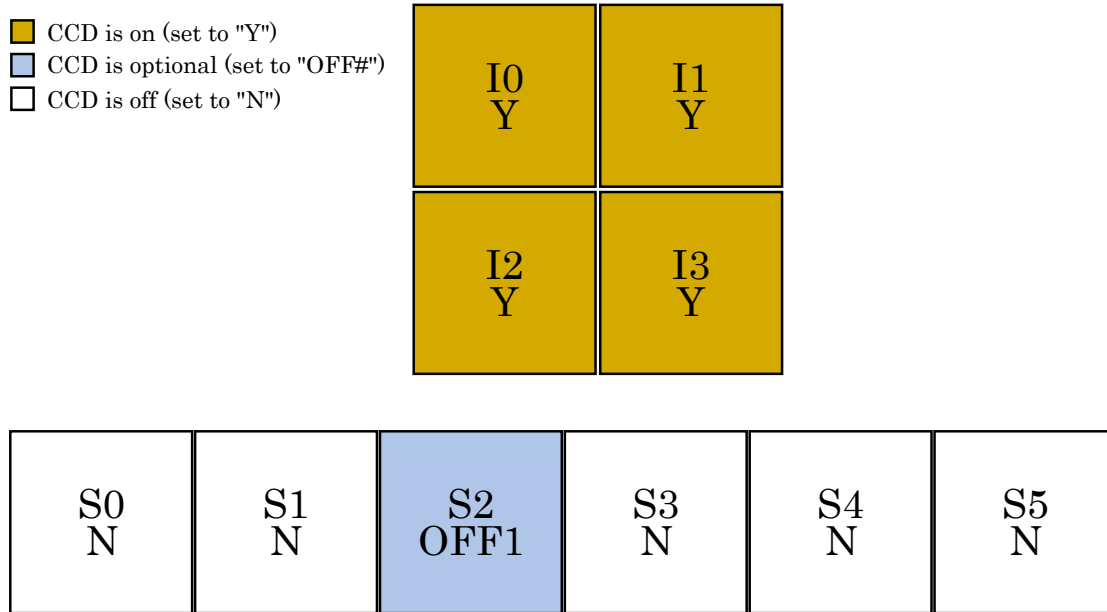 CCD is on (set to "Y")
CCD is optional (set to "OFF#")
CCD is off (set to "N")
I0
Y
I1
Y
I2
Y
I3
Y
S0
N
S1
N
S2
OFF1
S3
N
S4
N
S5
N